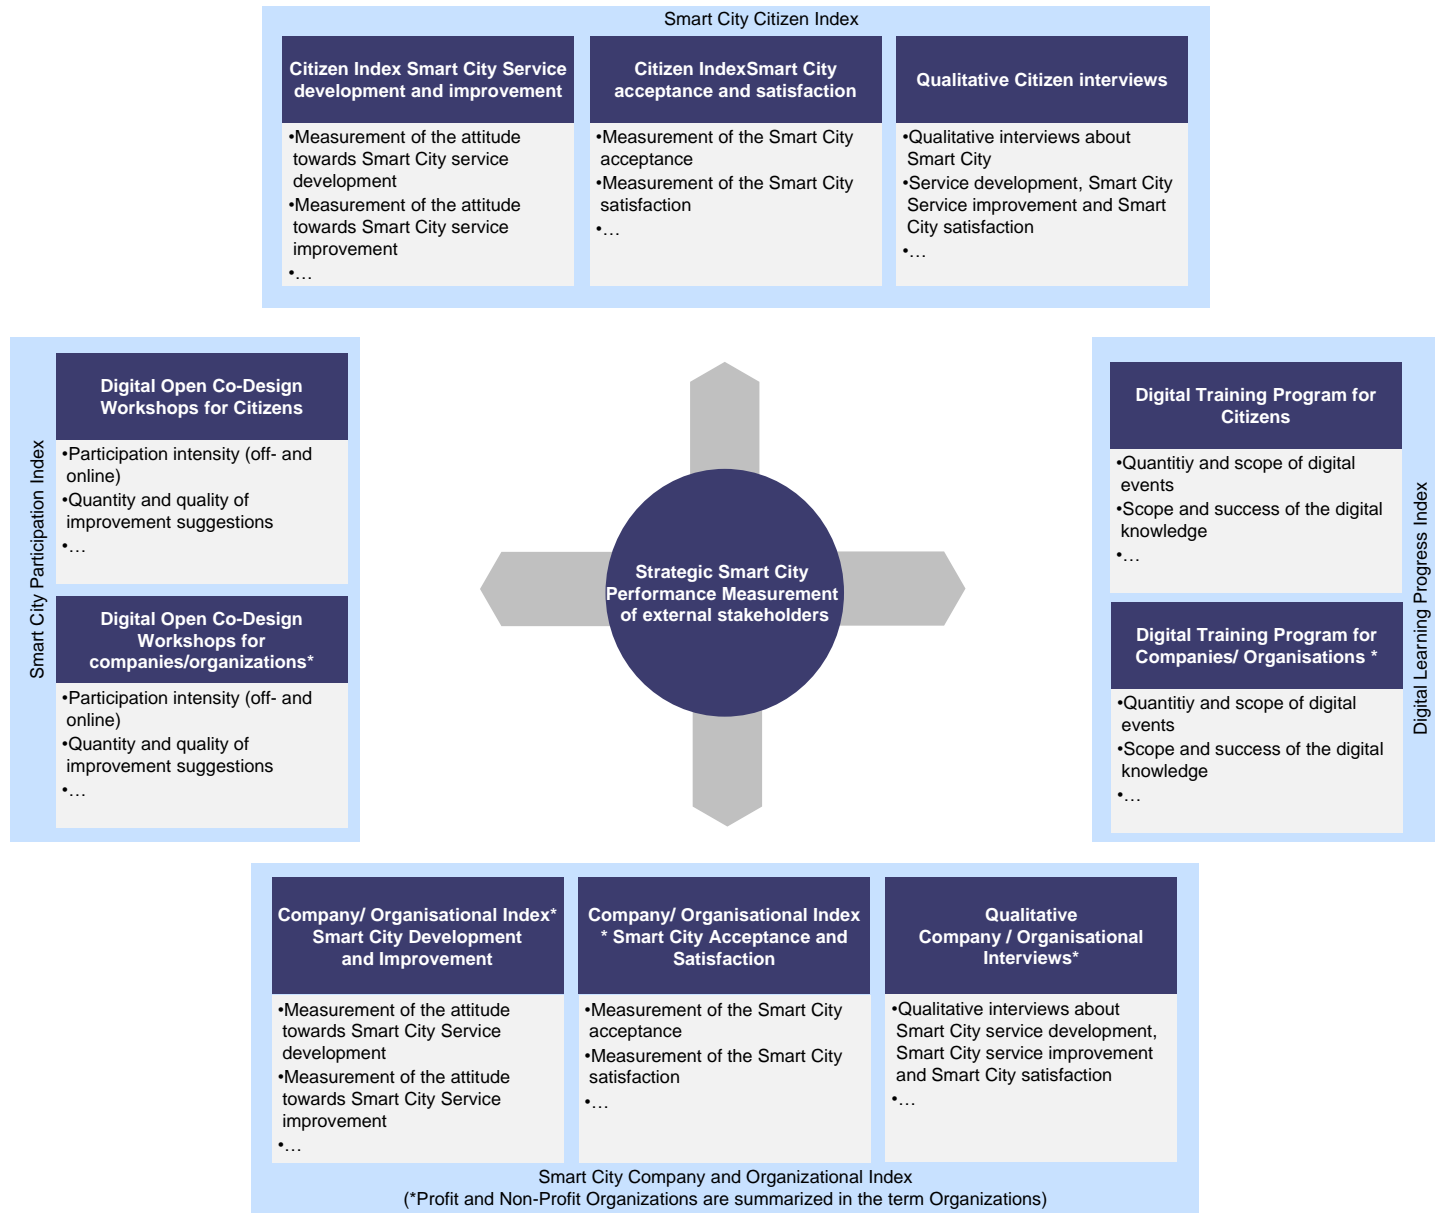 Smart City Citizen Index
Citizen Index Smart City Service
development and improvement
•Measurement of the attitude
towards Smart City service
development
•Measurement of the attitude
towards Smart City service
improvement
•…
Citizen IndexSmart City
acceptance and satisfaction
•Measurement of the Smart City
acceptance
•Measurement of the Smart City
satisfaction
•…
Qualitative Citizen interviews
•Qualitative interviews about
Smart City
•Service development, Smart City
Service improvement and Smart
City satisfaction
•…
Smart City Participation Index
Digital Open Co-Design
Workshops for Citizens
•Participation intensity (off- and
online)
•Quantity and quality of
improvement suggestions
•…
Digital Open Co-Design
Workshops for
companies/organizations*
•Participation intensity (off- and
online)
•Quantity and quality of
improvement suggestions
•…
Strategic Smart City
Performance Measurement
of external stakeholders
Digital Training Program for
Citizens
•Quantitiy and scope of digital
events
•Scope and success of the digital
knowledge
•…
Digital Training Program for
Companies/ Organisations *
•Quantitiy and scope of digital
events
•Scope and success of the digital
knowledge
•…
Digital Learning Progress Index
Company/ Organisational Index*
Smart City Development
and Improvement
•Measurement of the attitude
towards Smart City Service
development
•Measurement of the attitude
towards Smart City Service
improvement
•…
Company/ Organisational Index
* Smart City Acceptance and
Satisfaction
•Measurement of the Smart City
acceptance
•Measurement of the Smart City
satisfaction
•…
Qualitative
Company / Organisational
Interviews*
•Qualitative interviews about
Smart City service development,
Smart City service improvement
and Smart City satisfaction
•…
Smart City Company and Organizational Index
(*Profit and Non-Profit Organizations are summarized in the term Organizations)